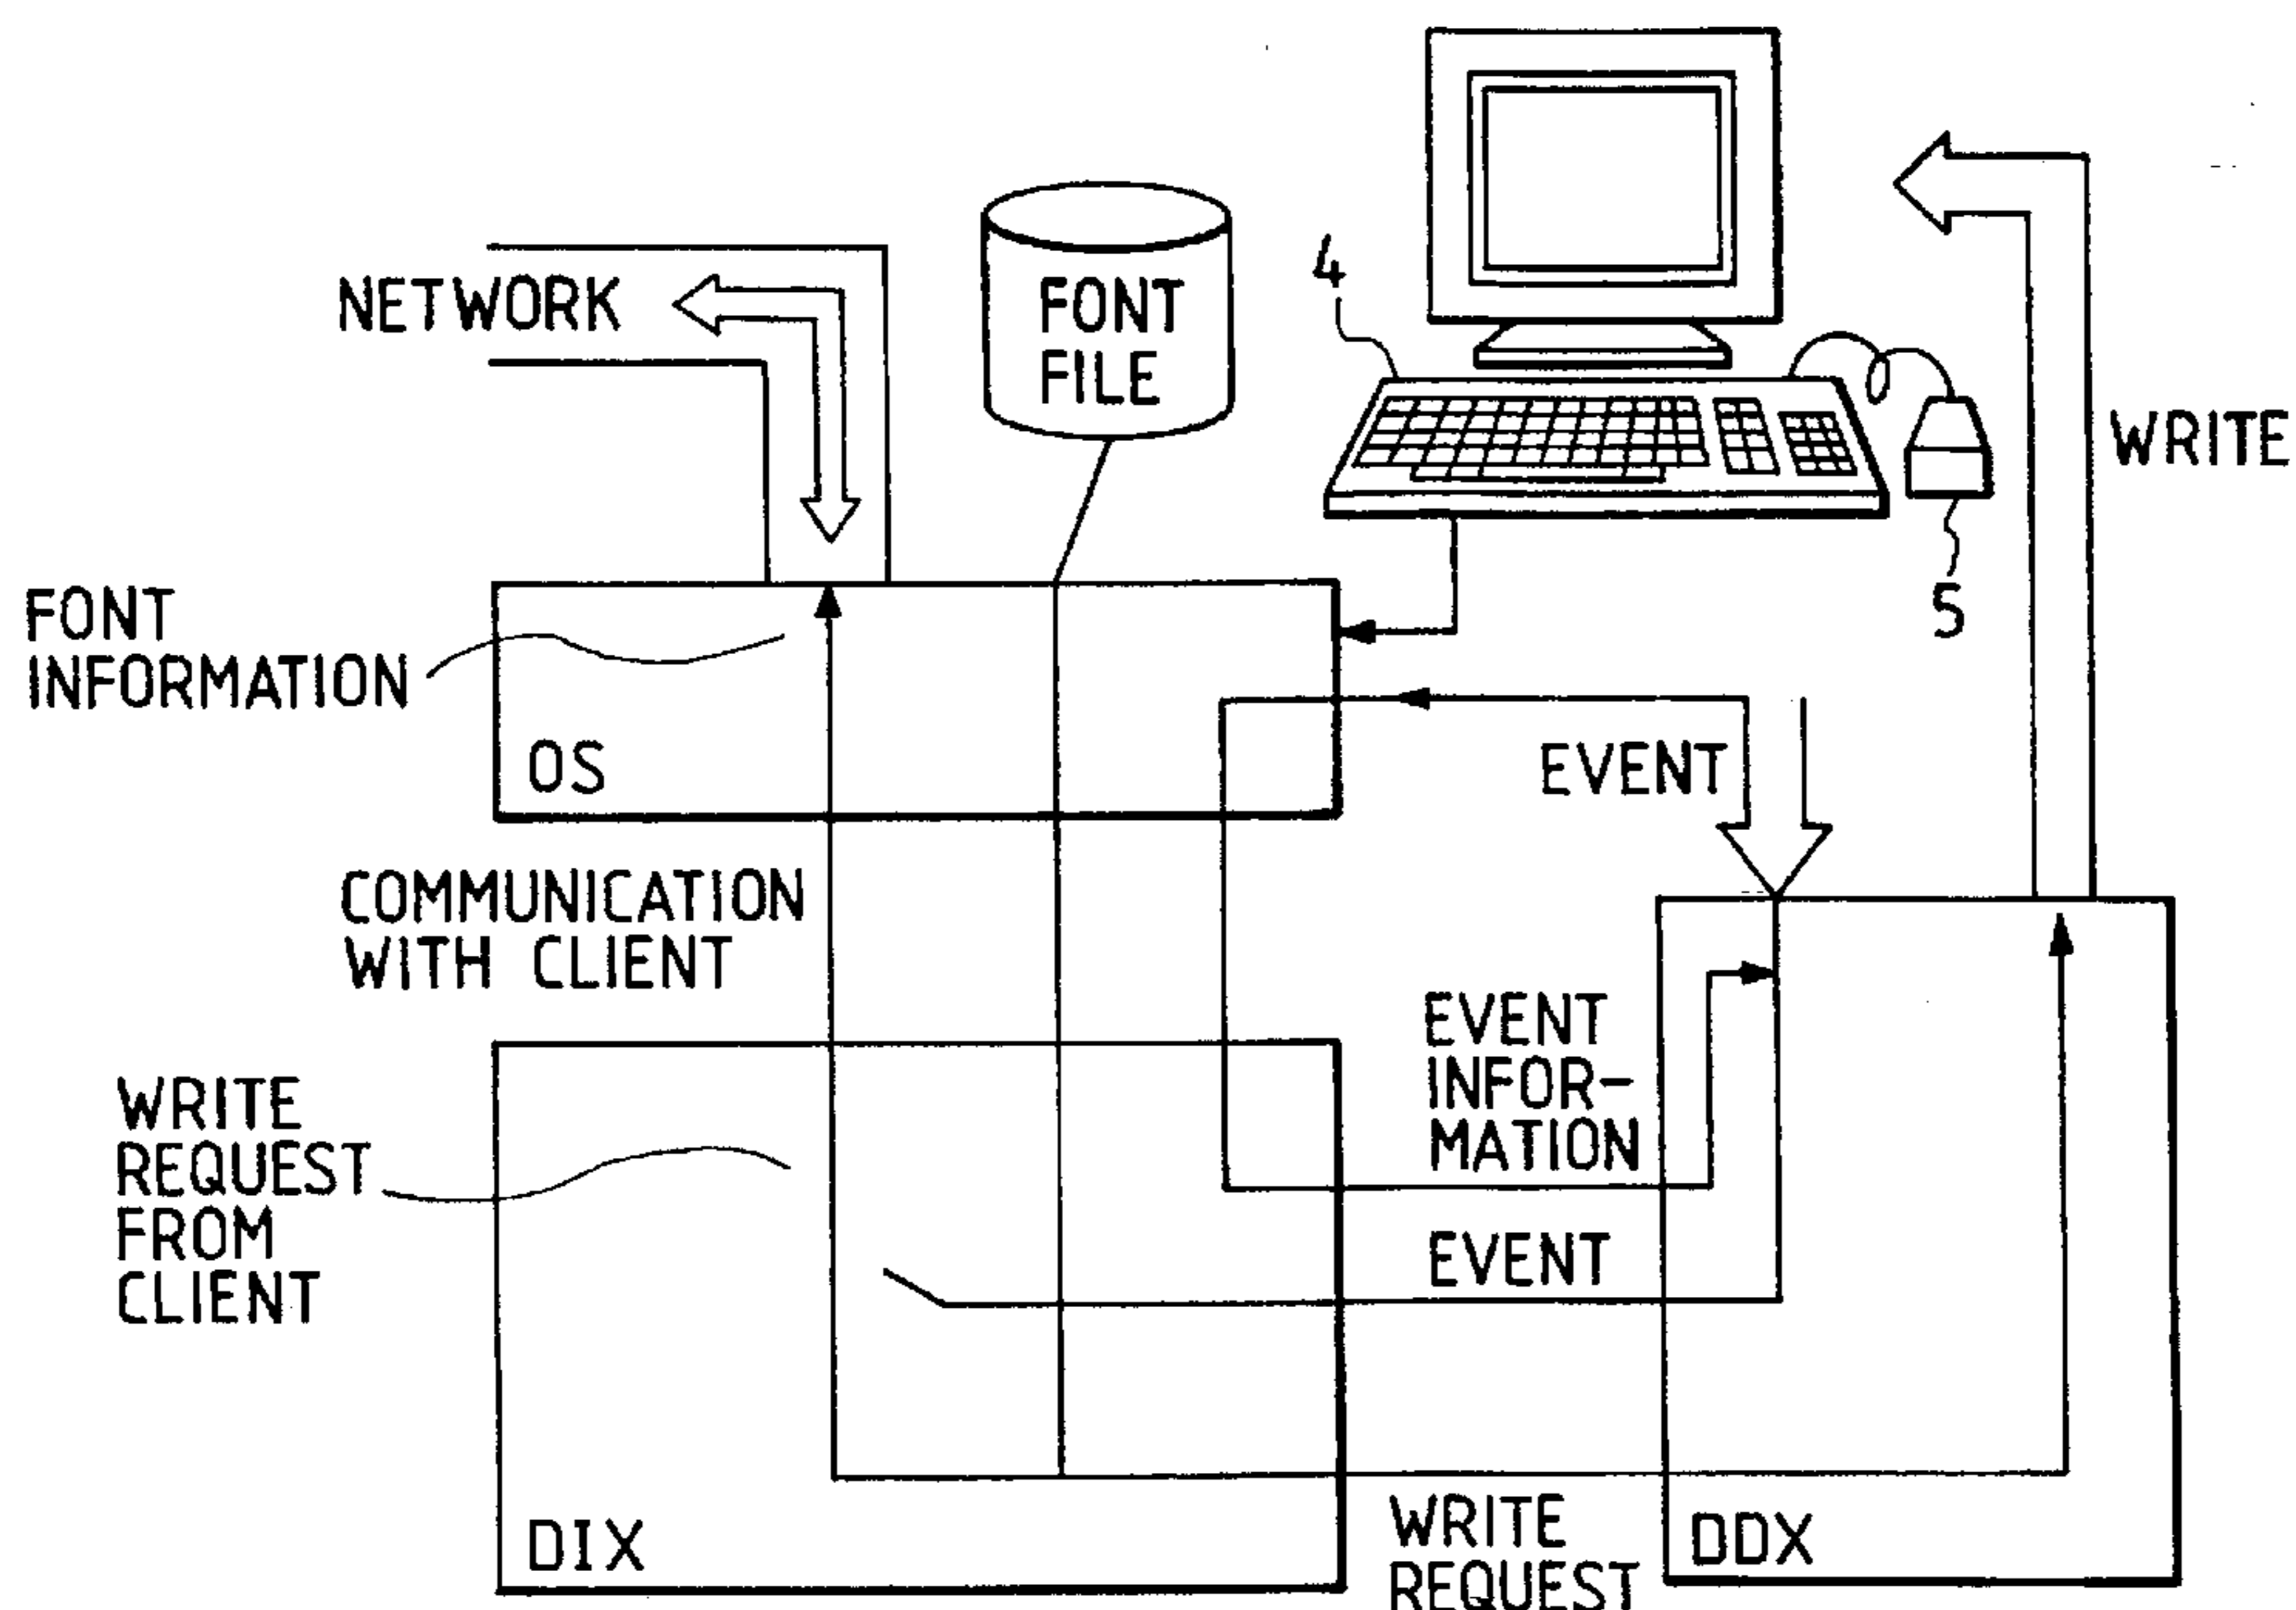 NETWORK
FONT
FILE
4
WRITE
5
FONT
INFORMATION
OS
EVENT
COMMUNICATION
WITH CLIENT
EVENT
INFOR-
MATION
WRITE
REQUEST
FROM
CLIENT
EVENT
DIX
WRITE
REQUEST
DDX